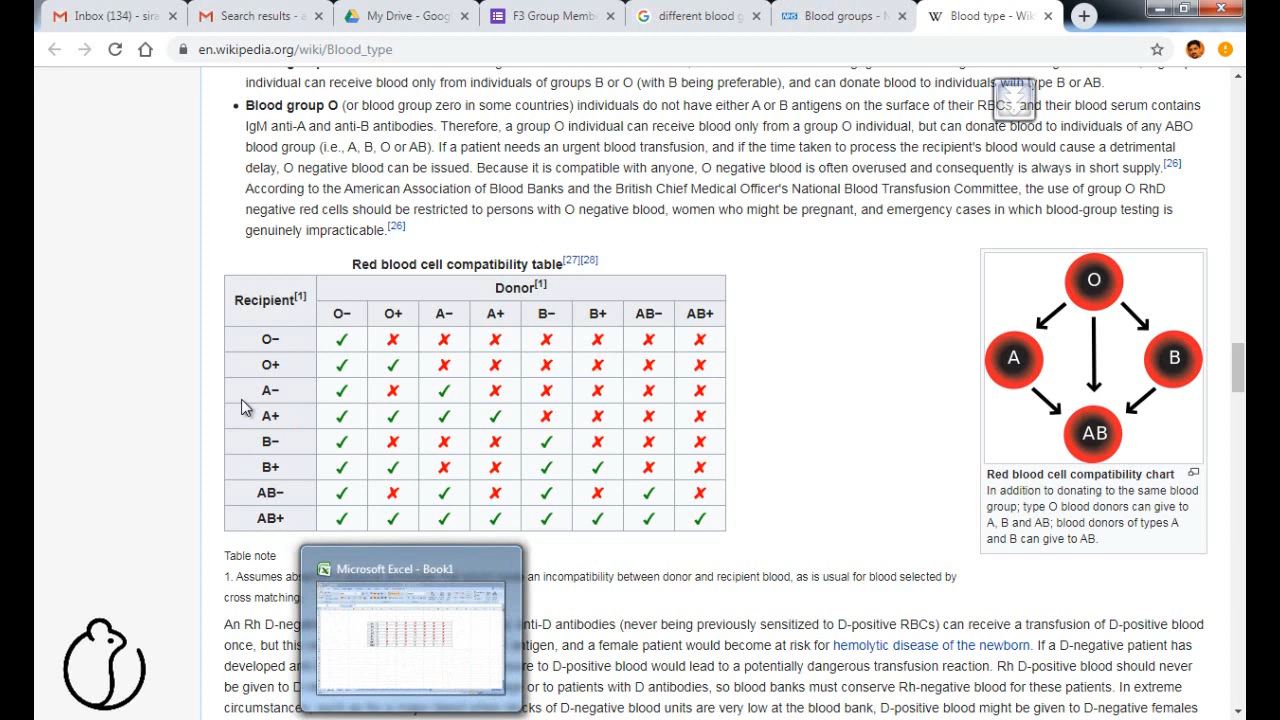 Inbox (134) - sira
Search results - a
My Drive - Goog
F3 Group Memb
different blood g
Blood groups - N
Blood type - Wik
en.wikipedia.org/wiki/Blood_type
individual can receive blood only from individuals of groups B or O (with B being preferable), and can donate blood to individuals with type B or AB.
• Blood group O (or blood group zero in some countries) individuals do not have either A or B antigens on the surface of their RBCs, and their blood serum contains
IgM anti-A and anti-B antibodies. Therefore, a group O individual can receive blood only from a group O individual, but can donate blood to individuals of any ABO
blood group (i.e., A, B, O or AB). If a patient needs an urgent blood transfusion, and if the time taken to process the recipient's blood would cause a detrimental
delay, O negative blood can be issued. Because it is compatible with anyone, O negative blood is often overused and consequently is always in short supply.[26]
According to the American Association of Blood Banks and the British Chief Medical Officer's National Blood Transfusion Committee, the use of group O RhD
negative red cells should be restricted to persons with O negative blood, women who might be pregnant, and emergency cases in which blood-group testing is
genuinely impracticable.[26]
Red blood cell compatibility table[27][28]
Recipient[1] Donor[1]
O− O+ A− A+ B− B+ AB− AB+
O− ✓ ✘ ✘ ✘ ✘ ✘ ✘ ✘
O+ ✓ ✓ ✘ ✘ ✘ ✘ ✘ ✘
A− ✓ ✘ ✓ ✘ ✘ ✘ ✘ ✘
A+ ✓ ✓ ✓ ✓ ✘ ✘ ✘ ✘
B− ✓ ✘ ✘ ✘ ✓ ✘ ✘ ✘
B+ ✓ ✓ ✘ ✘ ✓ ✓ ✘ ✘
AB− ✓ ✘ ✓ ✘ ✓ ✘ ✓ ✘
AB+ ✓ ✓ ✓ ✓ ✓ ✓ ✓ ✓
O
A
B
AB
Red blood cell compatibility chart
In addition to donating to the same blood
group; type O blood donors can give to
A, B and AB; blood donors of types A
and B can give to AB.
Table note
1. Assumes abs an incompatibility between donor and recipient blood, as is usual for blood selected by
cross matching
Microsoft Excel - Book1
An Rh D-neg nti-D antibodies (never being previously sensitized to D-positive RBCs) can receive a transfusion of D-positive blood
once, but this ntigen, and a female patient would become at risk for hemolytic disease of the newborn. If a D-negative patient has
developed an re to D-positive blood would lead to a potentially dangerous transfusion reaction. Rh D-positive blood should never
be given to D or to patients with D antibodies, so blood banks must conserve Rh-negative blood for these patients. In extreme
circumstanc cks of D-negative blood units are very low at the blood bank, D-positive blood might be given to D-negative females